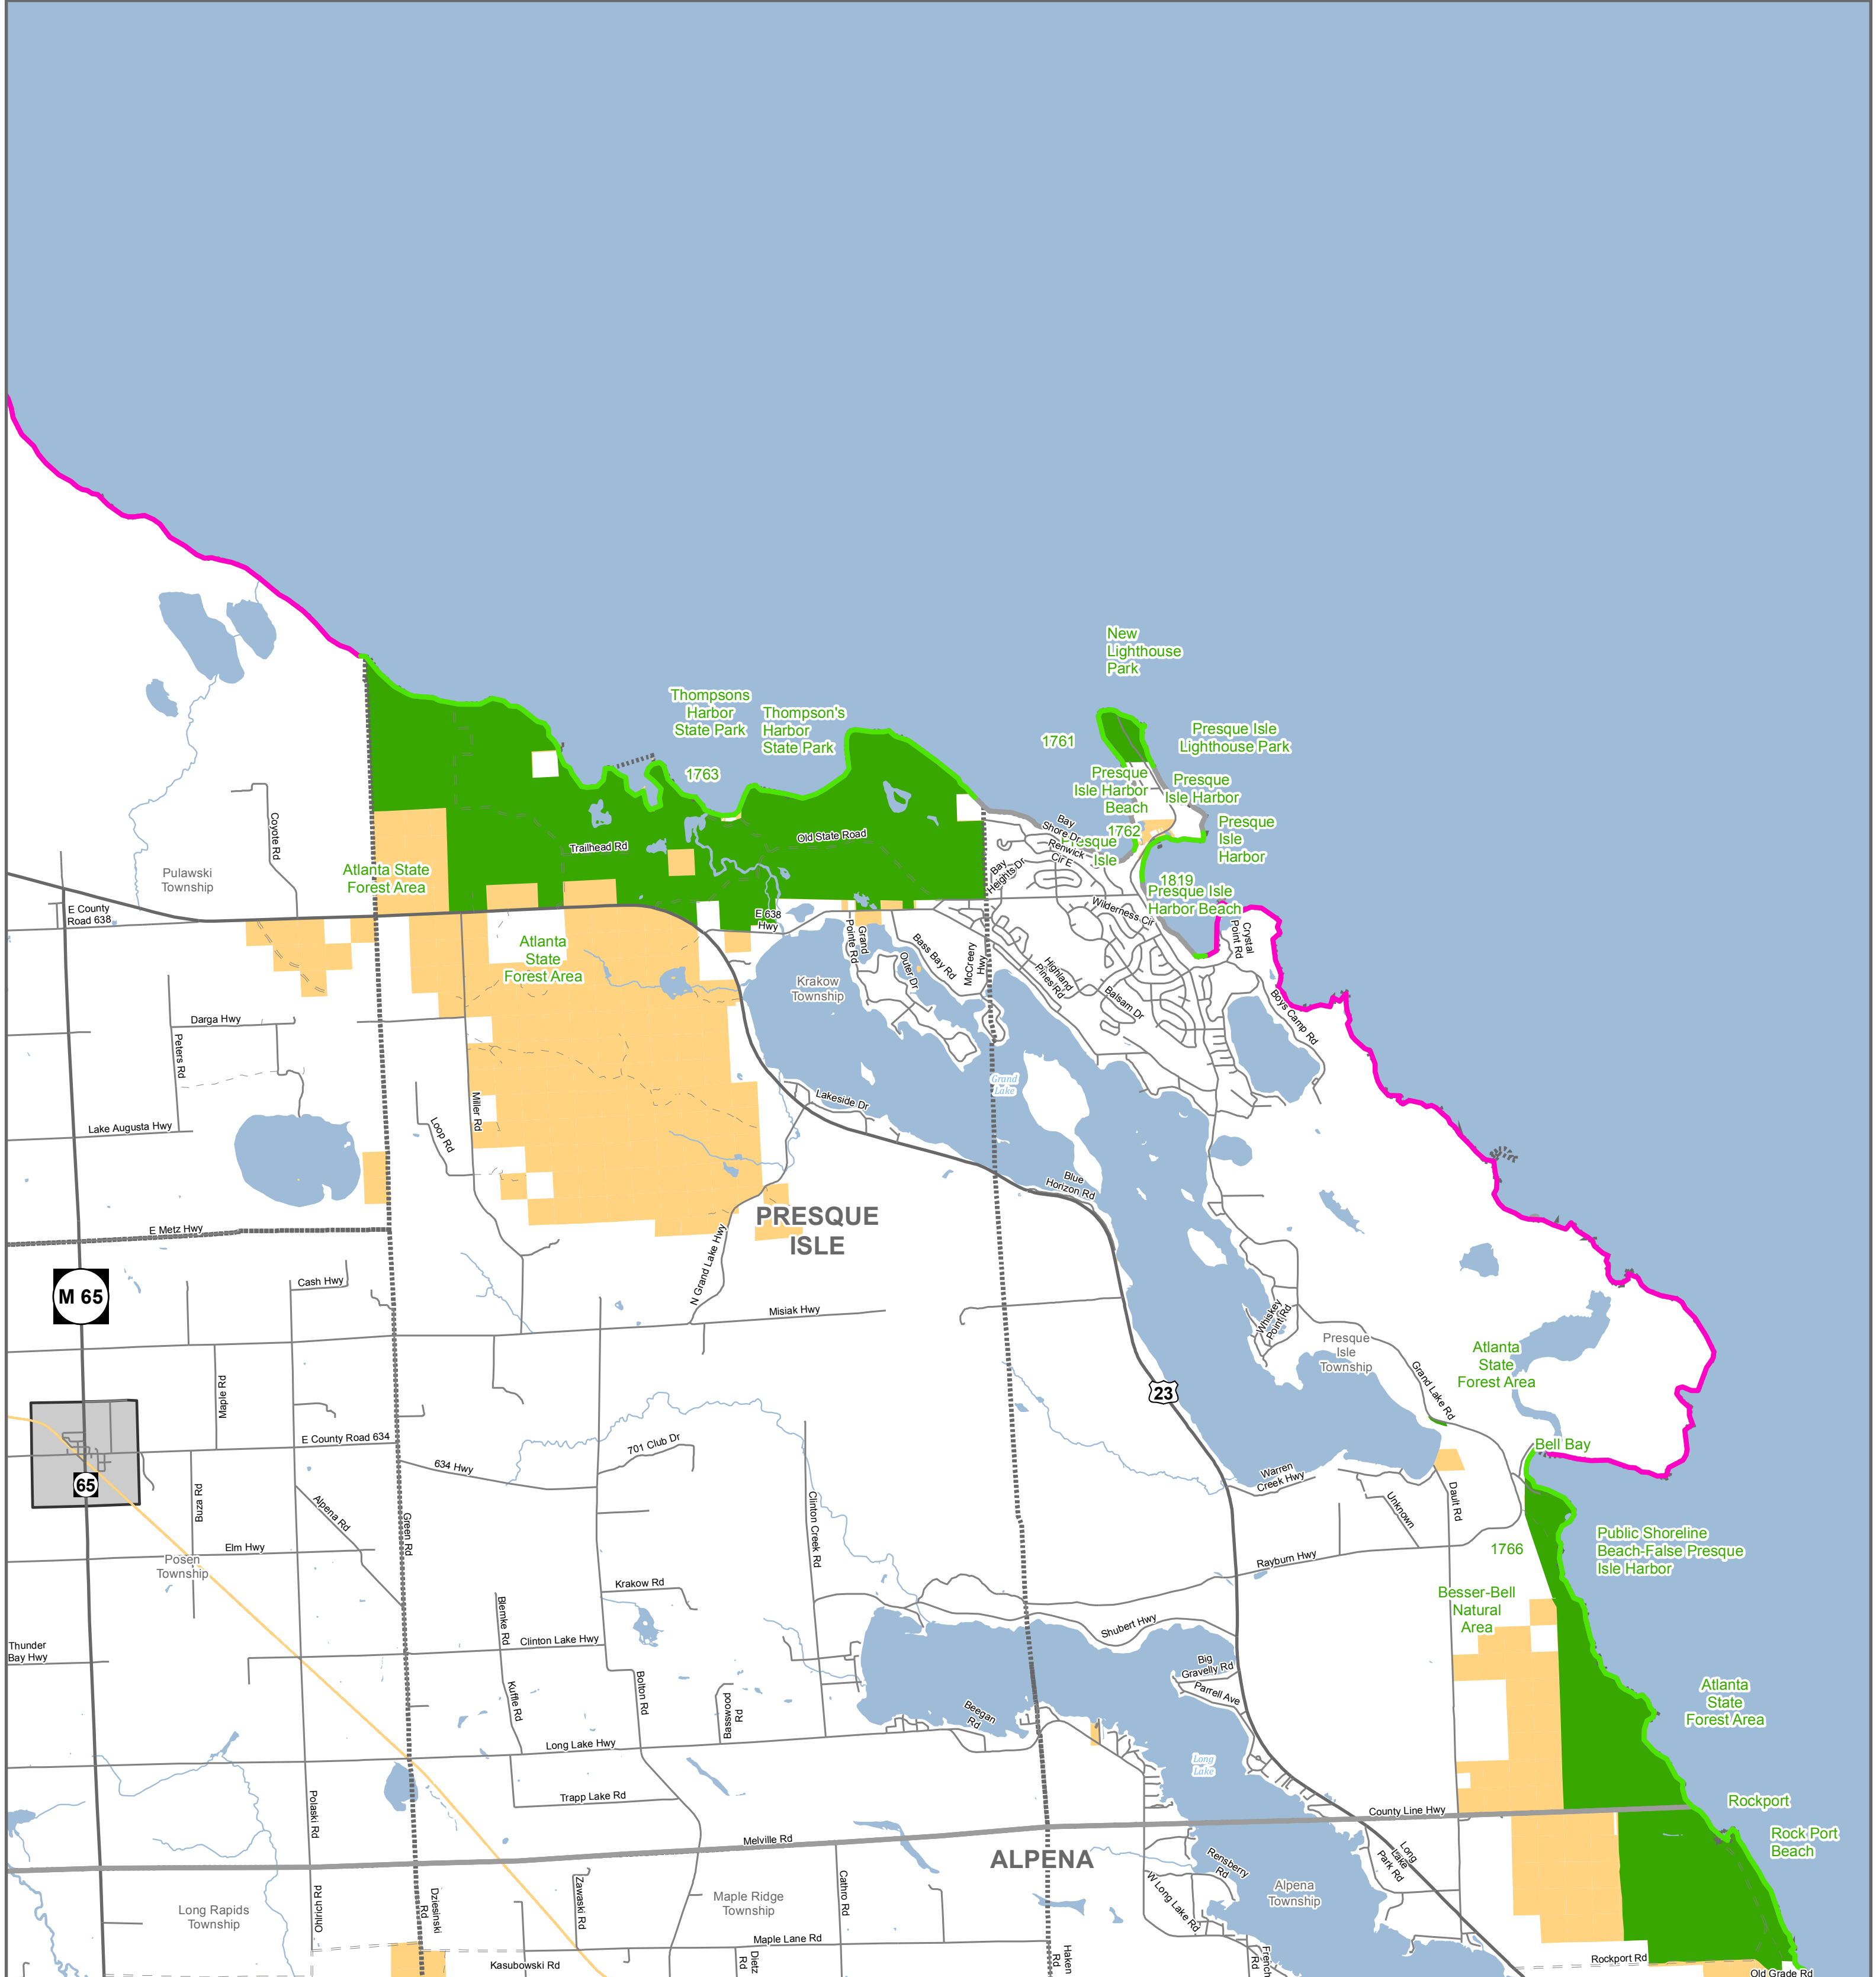 New
Lighthouse
Park
Thompsons
Harbor
State Park
Thompson's
Harbor
State Park
1761
Presque Isle
Lighthouse Park
1763
Presque
Isle Harbor
Beach
Presque
Isle Harbor
1762
Presque
Isle
Presque
Isle
Harbor
1819
Presque Isle
Harbor Beach
Bay
Shore Dr
Renwick
Cir E
Bay
Heights Dr
Wilderness Cir
Crystal
Point Rd
Coyote Rd
Trailhead Rd
Old State Road
Pulawski
Township
Atlanta State
Forest Area
E County
Road 638
E 638
Hwy
Atlanta
State
Forest Area
Grand
Pointe Rd
Outer Dr
Bass Bay Rd
McCreery
Hwy
Highland
Pines Rd
Balsam Dr
Boys Camp Rd
Krakow
Township
Darga Hwy
Peters Rd
Lake Augusta Hwy
Loop Rd
Miller Rd
Lakeside Dr
Grand
Lake
Blue
Horizon Rd
E Metz Hwy
PRESQUE
ISLE
N Grand Lake Hwy
Cash Hwy
M 65
Misiak Hwy
Whiskey
Point Rd
Presque
Isle
Township
Atlanta
State
Forest Area
Grand Lake Rd
23
Maple Rd
E County Road 634
634 Hwy
701 Club Dr
65
Bell Bay
Warren
Creek Hwy
Unknown
Dault Rd
Buza Rd
Alpena Rd
Green Rd
Clinton Creek Rd
Elm Hwy
Posen
Township
Rayburn Hwy
1766
Public Shoreline
Beach-False Presque
Isle Harbor
Krakow Rd
Blemke Rd
Besser-Bell
Natural
Area
Thunder
Bay Hwy
Clinton Lake Hwy
Shubert Hwy
Big
Gravelly Rd
Parrell Ave
Kuffle Rd
Bolton Rd
Basswood
Rd
Beegan
Rd
Atlanta
State
Forest Area
Long Lake Hwy
Long
Lake
Trapp Lake Rd
Polaski Rd
Rockport
County Line Hwy
Rock Port
Beach
Melville Rd
ALPENA
Long
Lake
Park Rd
Rensberry
Rd
W Long Lake Rd
Alpena
Township
Long Rapids
Township
Ohlrich Rd
Dziesinski
Rd
Zawaski Rd
Maple Ridge
Township
Cathro Rd
Maple Lane Rd
Kasubowski Rd
Dietz
Rd
Haken
Rd
French
Rd
Rockport Rd
Old Grade Rd